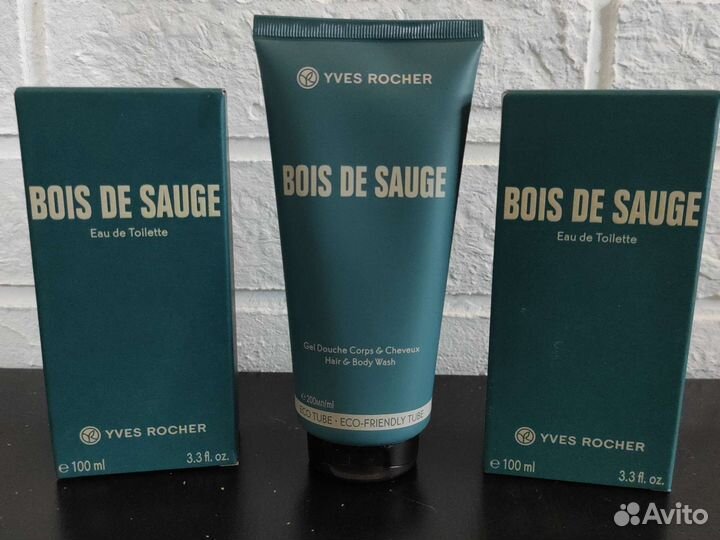 BOIS DE SAUGE
Eau de Toilette
YVES ROCHER
e 100 ml 3.3 fl. oz.
YVES ROCHER
BOIS DE SAUGE
Gel Douche Corps & Cheveux
Hair & Body Wash
e 200мл/ml
ECO TUBE · ECO-FRIENDLY TUBE
BOIS DE SAUGE
Eau de Toilette
YVES ROCHER
e 100 ml 3.3 fl. oz.
Avito